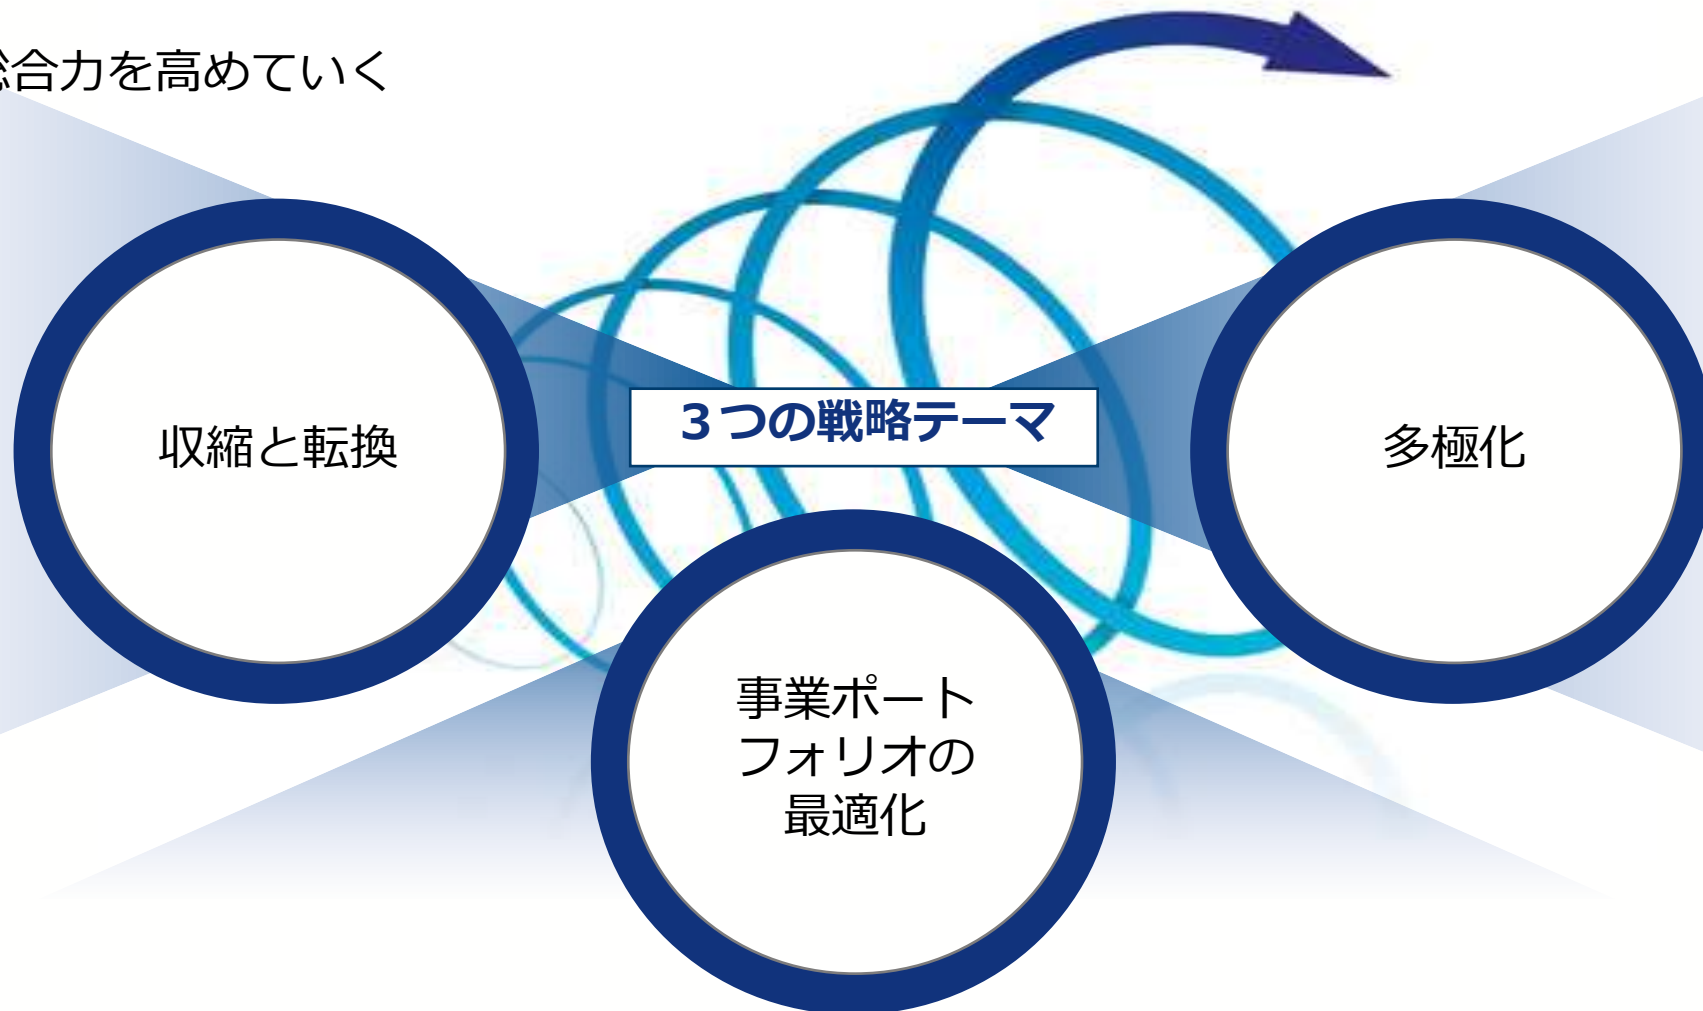 総合力を高めていく
3つの戦略テーマ
収縮と転換
多極化
事業ポート
フォリオの
最適化